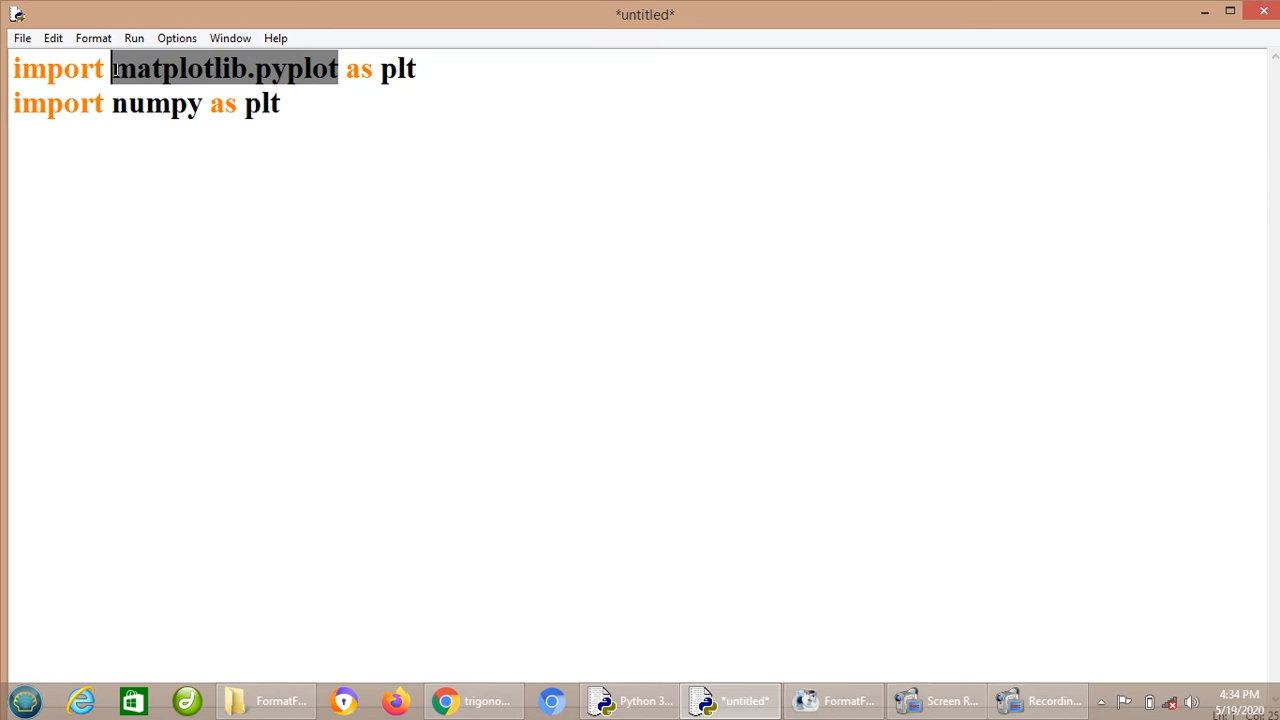 *untitled*
File Edit Format Run Options Window Help
import matplotlib.pyplot as plt
import numpy as plt
FormatF... trigono... Python 3... *untitled* FormatF... Screen R... Recordin... 4:34 PM
5/19/2020